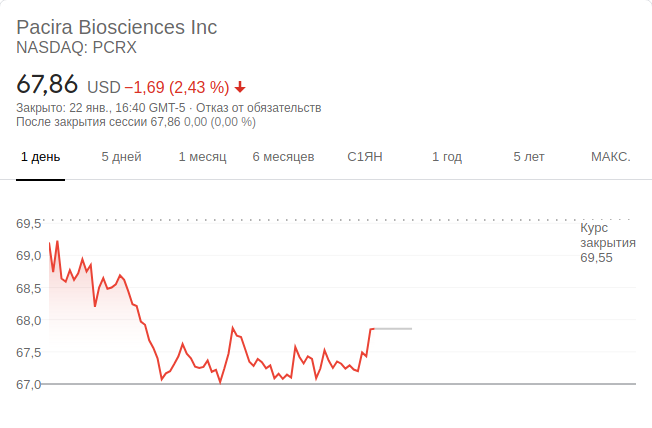 Pacira Biosciences Inc
NASDAQ: PCRX
67,86 USD −1,69 (2,43 %)
Закрыто: 22 янв., 16:40 GMT-5 · Отказ от обязательств
После закрытия сессии 67,86 0,00 (0,00 %)
1 день 5 дней 1 месяц 6 месяцев С1ЯН 1 год 5 лет МАКС.
69,5
Курс
закрытия
69,55
69,0
68,5
68,0
67,5
67,0